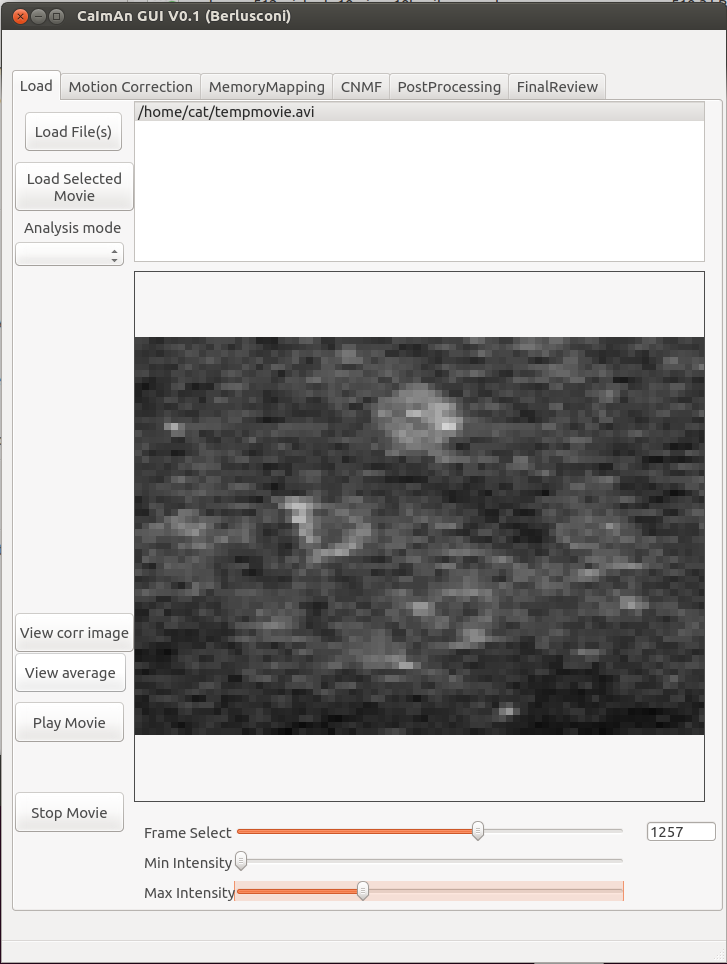 CaImAn GUI V0.1 (Berlusconi)
Load
Motion Correction
MemoryMapping
CNMF
PostProcessing
FinalReview
Load File(s)
/home/cat/tempmovie.avi
Load Selected
Movie
Analysis mode
View corr image
View average
Play Movie
Stop Movie
Frame Select
1257
Min Intensity
Max Intensity